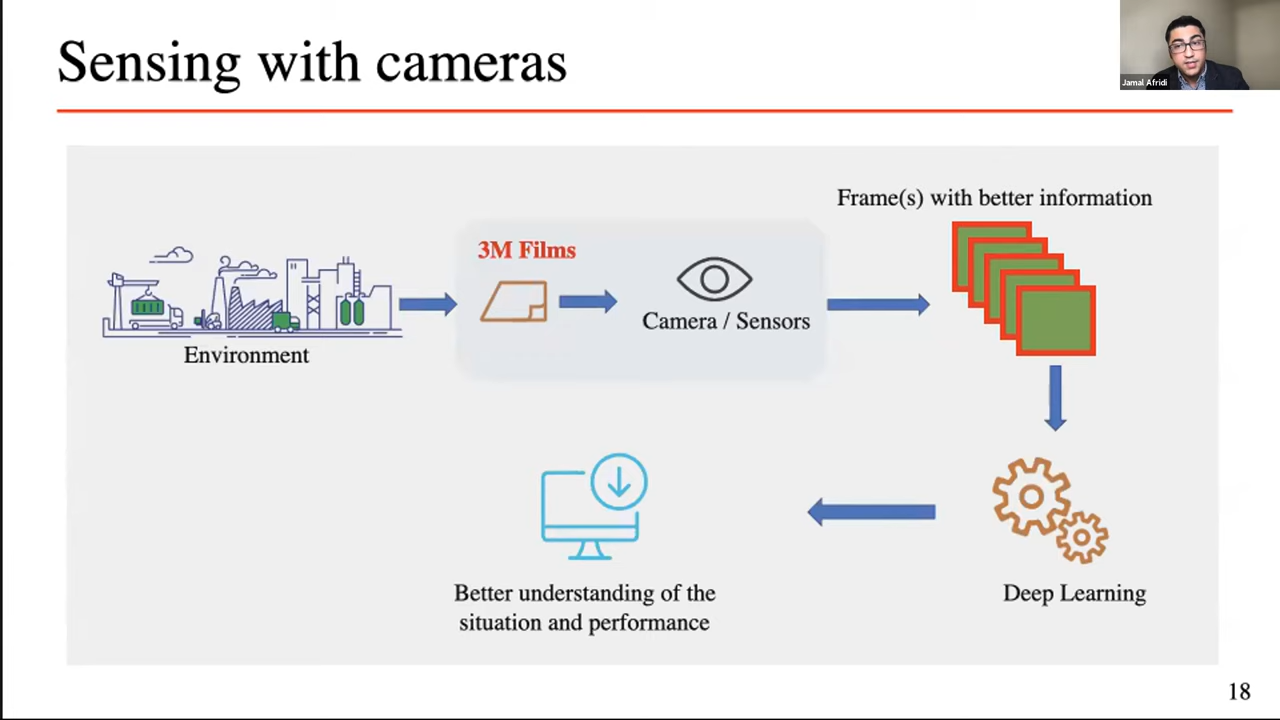 Sensing with cameras
Jamal Afridi
Frame(s) with better information
3M Films
Camera / Sensors
Environment
Better understanding of the
situation and performance
Deep Learning
18